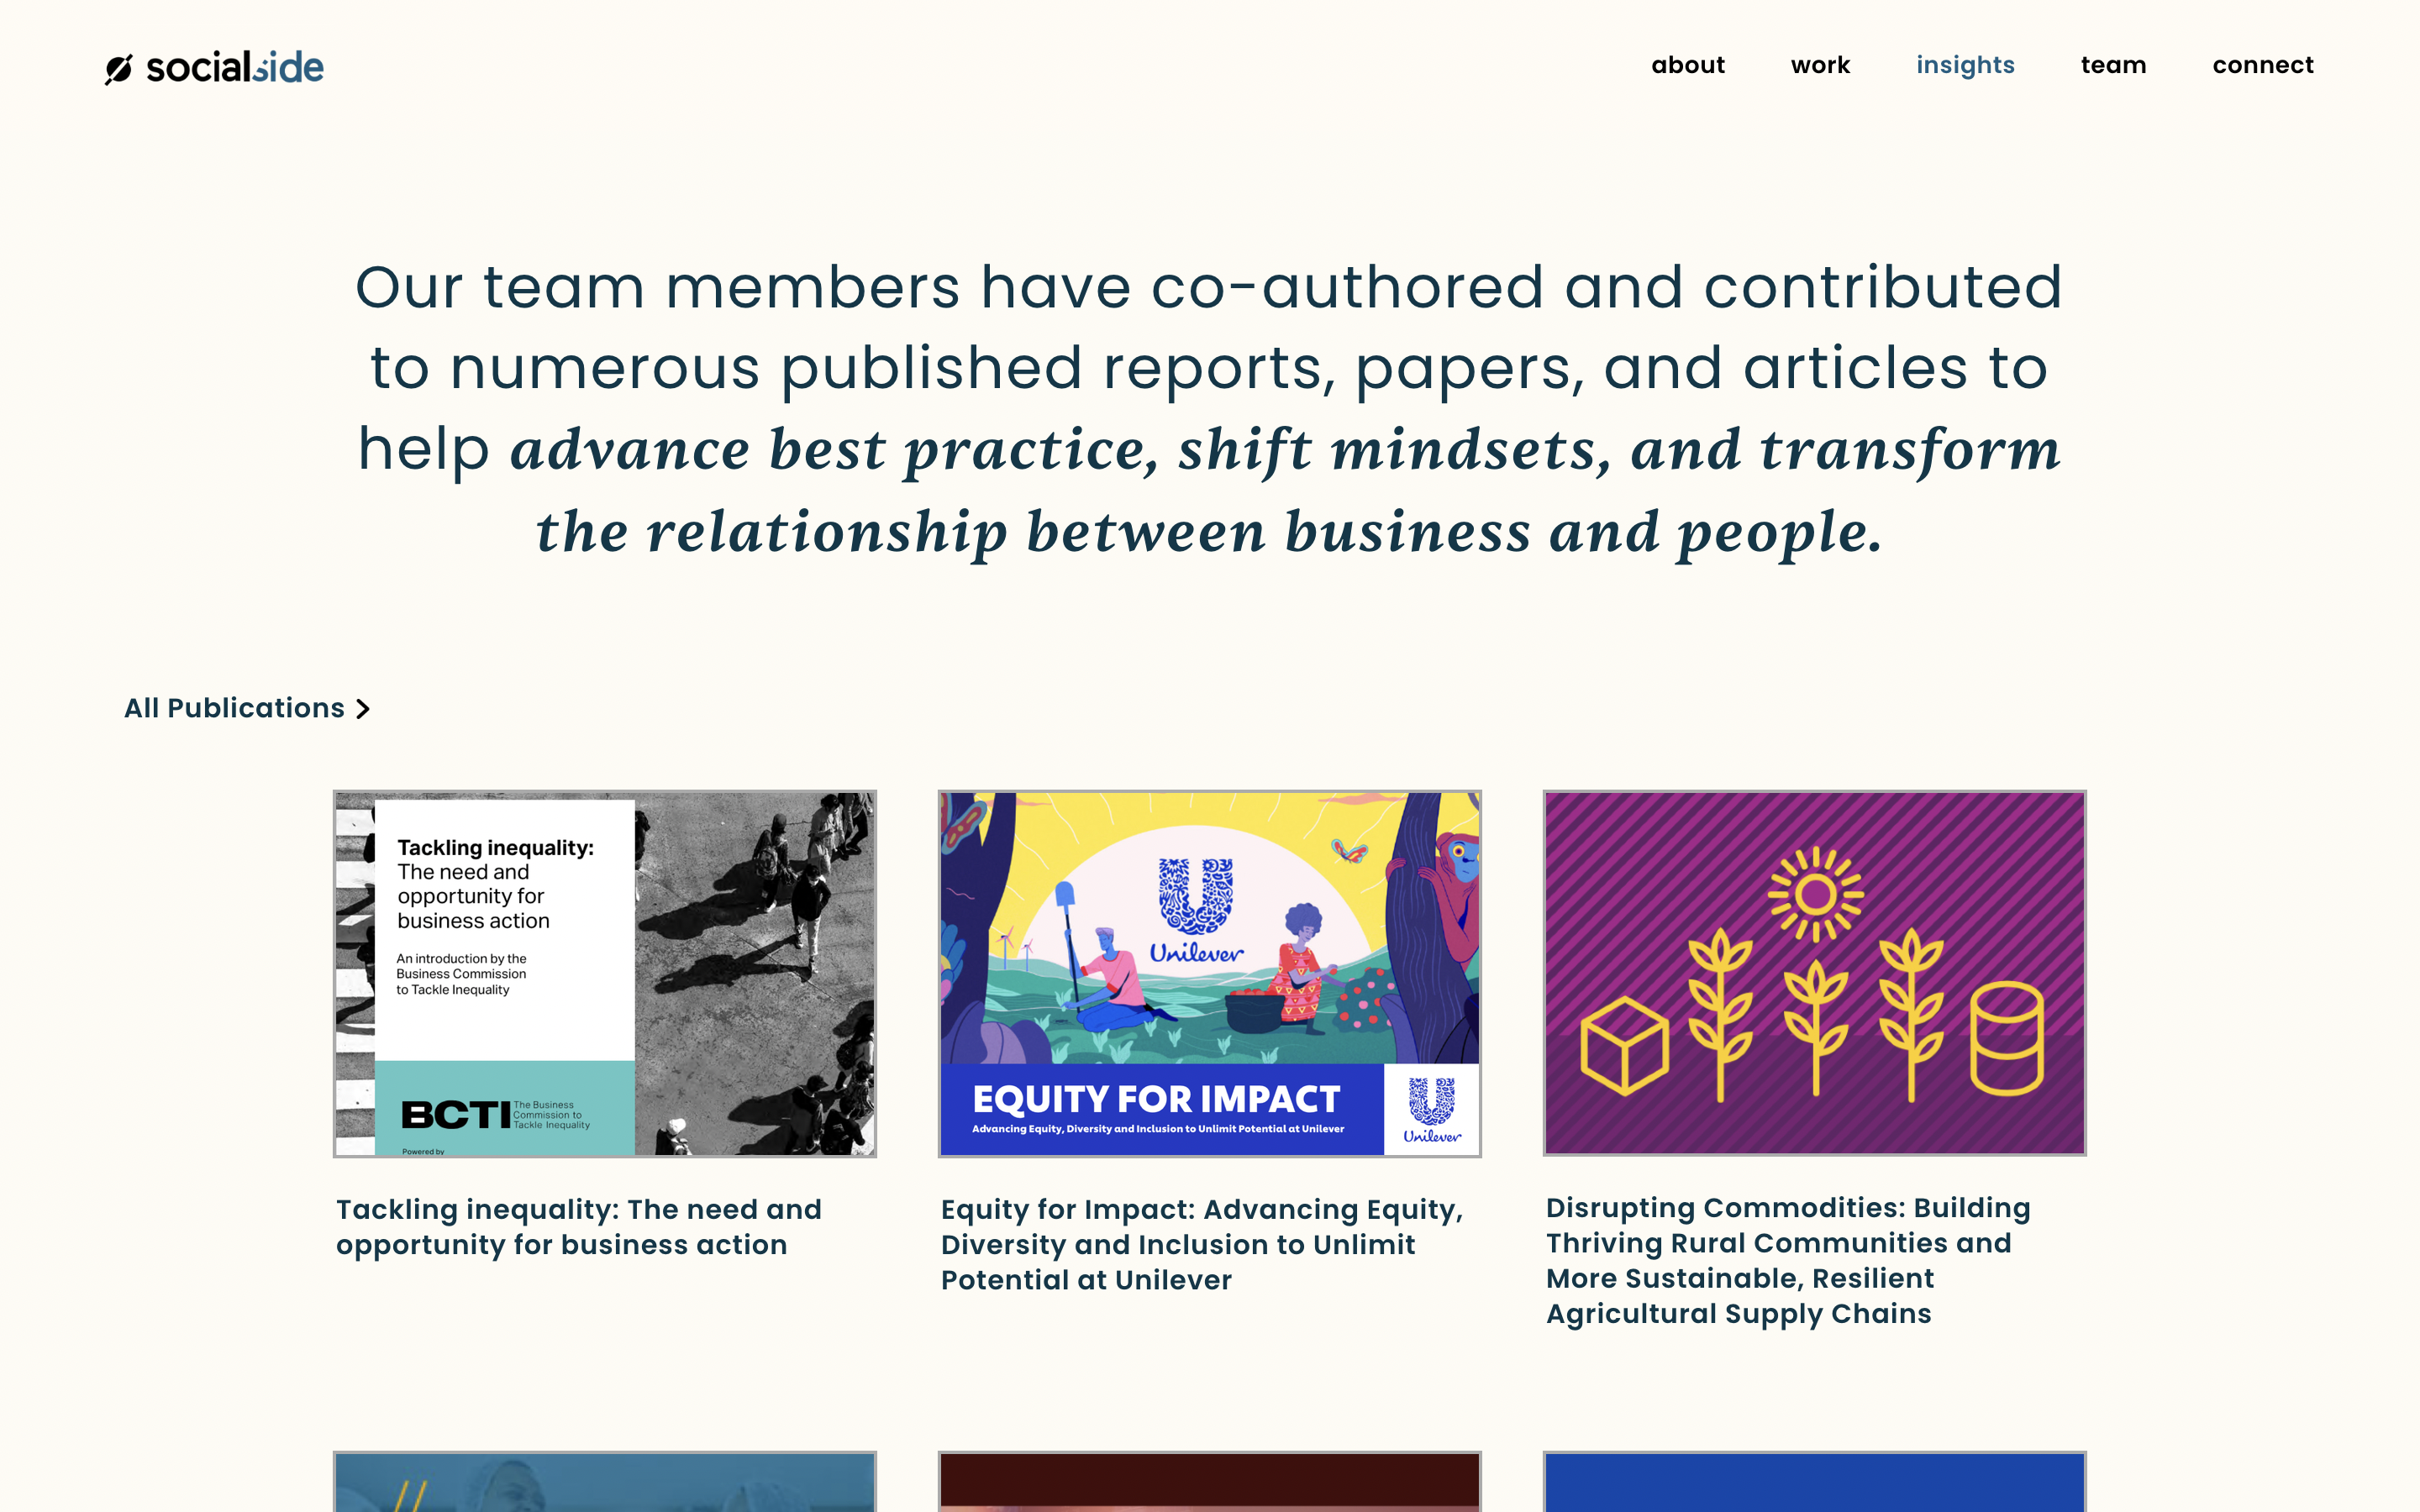 socialside
about work insights team connect
Our team members have co-authored and contributed
to numerous published reports, papers, and articles to
help advance best practice, shift mindsets, and transform
the relationship between business and people.
All Publications
Tackling inequality:
The need and
opportunity for
business action
An introduction by the
Business Commission
to Tackle Inequality
BCTI
The Business
Commission to
Tackle Inequality
Powered by
Unilever
EQUITY FOR IMPACT
Advancing Equity, Diversity and Inclusion to Unlimit Potential at Unilever
Unilever
Tackling inequality: The need and
opportunity for business action
Equity for Impact: Advancing Equity,
Diversity and Inclusion to Unlimit
Potential at Unilever
Disrupting Commodities: Building
Thriving Rural Communities and
More Sustainable, Resilient
Agricultural Supply Chains